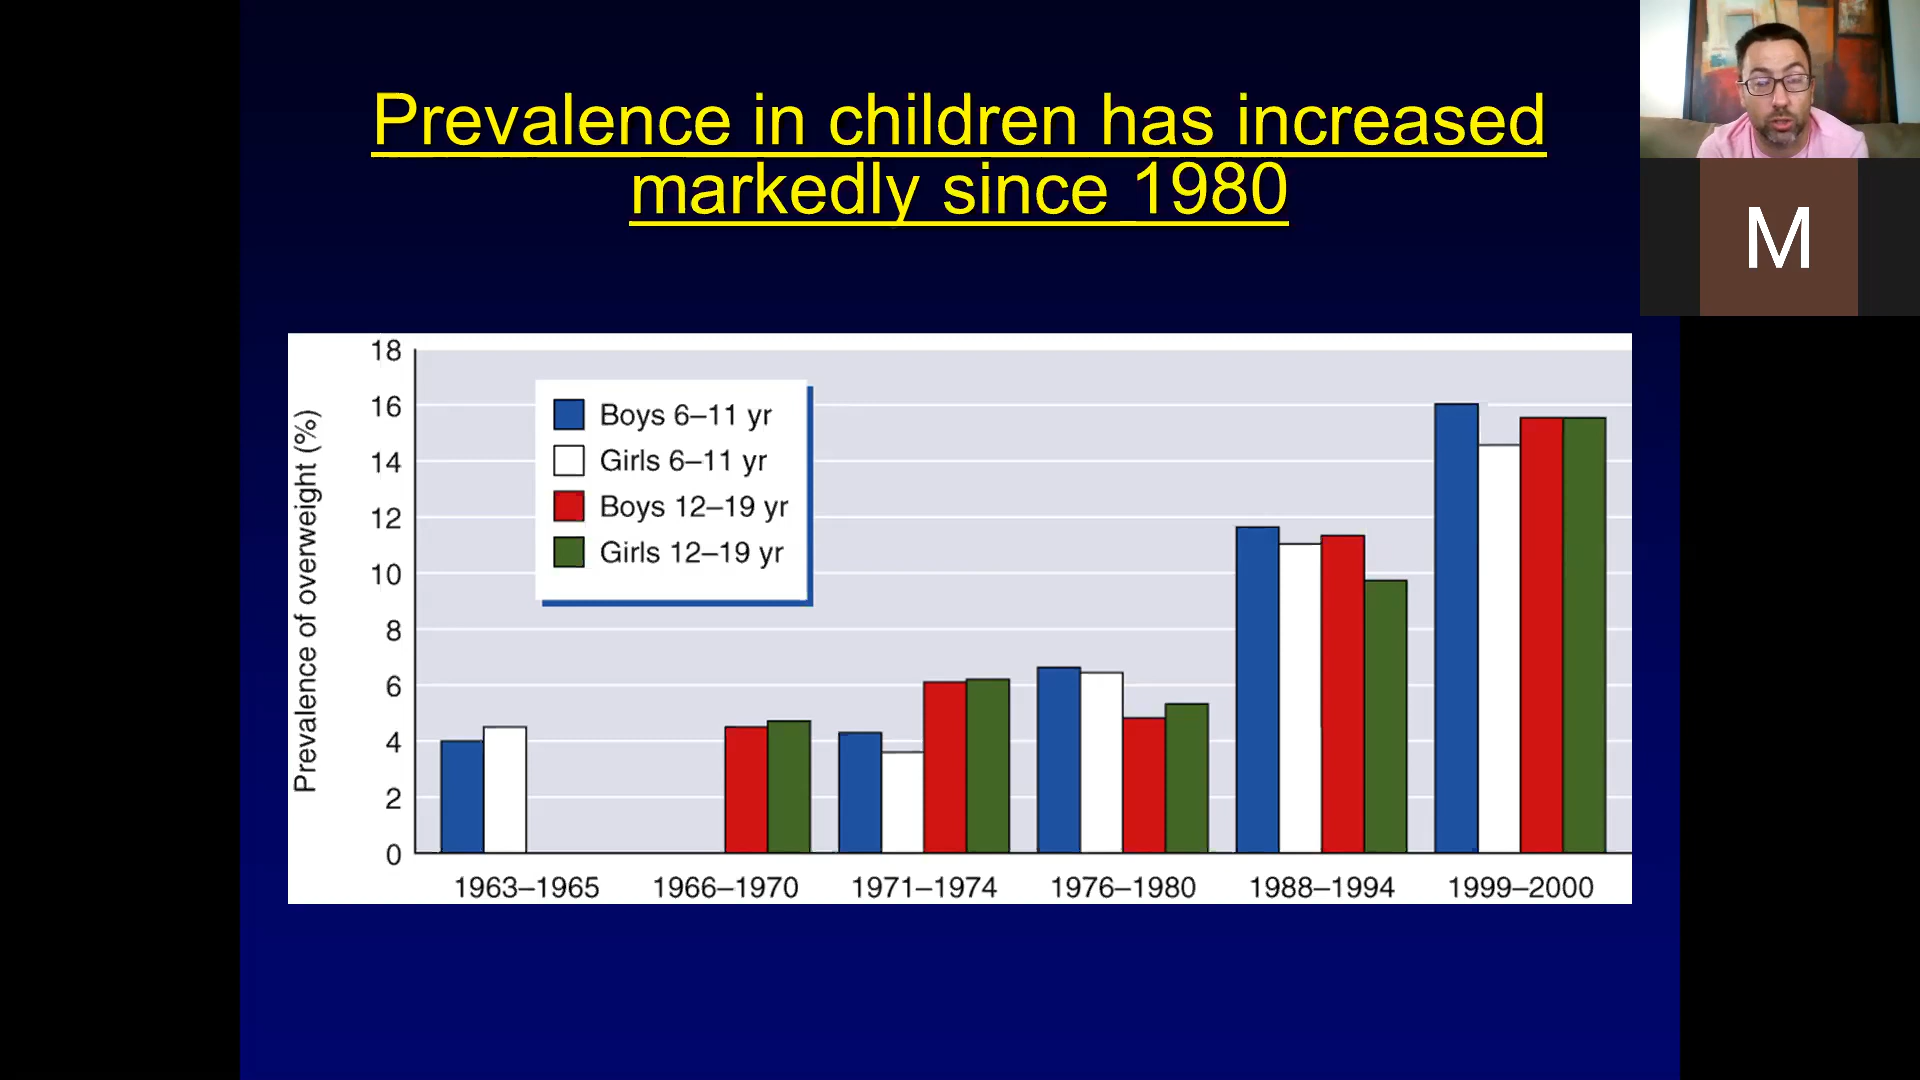 Prevalence in children has increased
markedly since 1980
M
Prevalence of overweight (%)
18
16
14
12
10
8
6
4
2
0
Boys 6–11 yr
Girls 6–11 yr
Boys 12–19 yr
Girls 12–19 yr
1963–1965 1966–1970 1971–1974 1976–1980 1988–1994 1999–2000